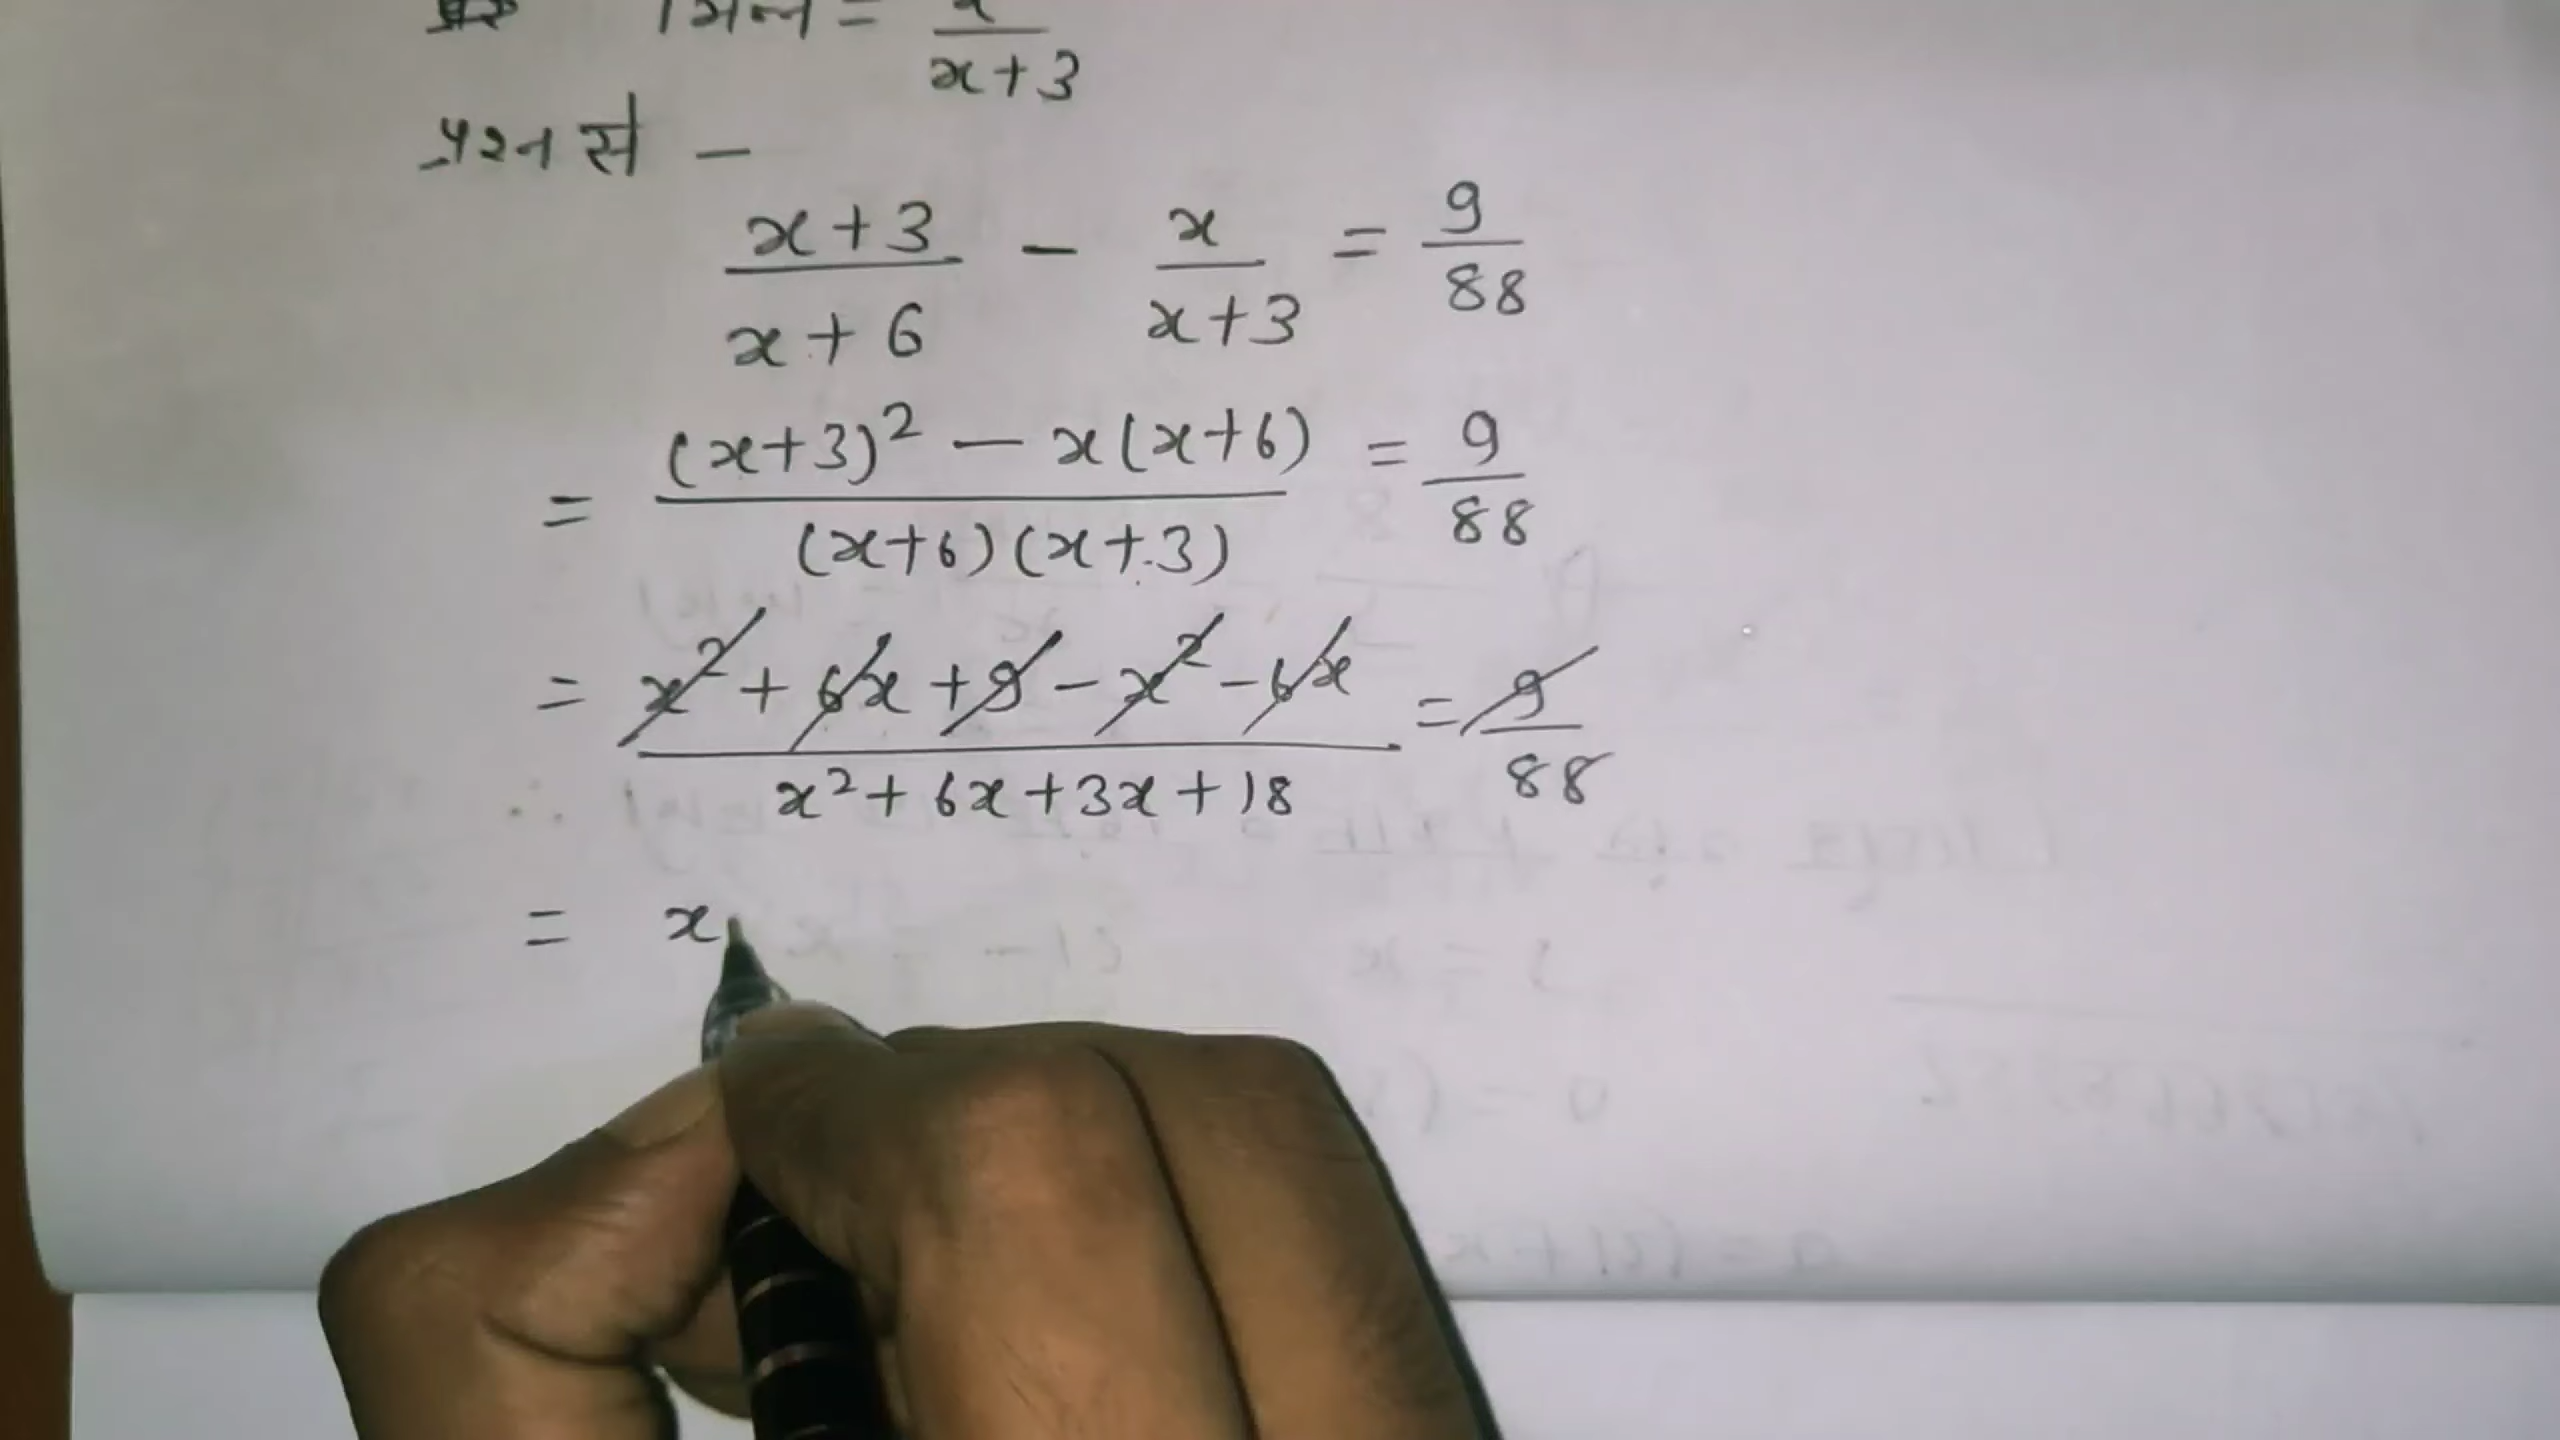 भिन्न = x/(x+3)
प्रश्न से –
(x+3)/(x+6) – x/(x+3) = 9/88
= ((x+3)² – x(x+6))/((x+6)(x+3)) = 9/88
= (x² + 6x + 9 – x² – 6x)/(x² + 6x + 3x + 18) = 9/88
= x